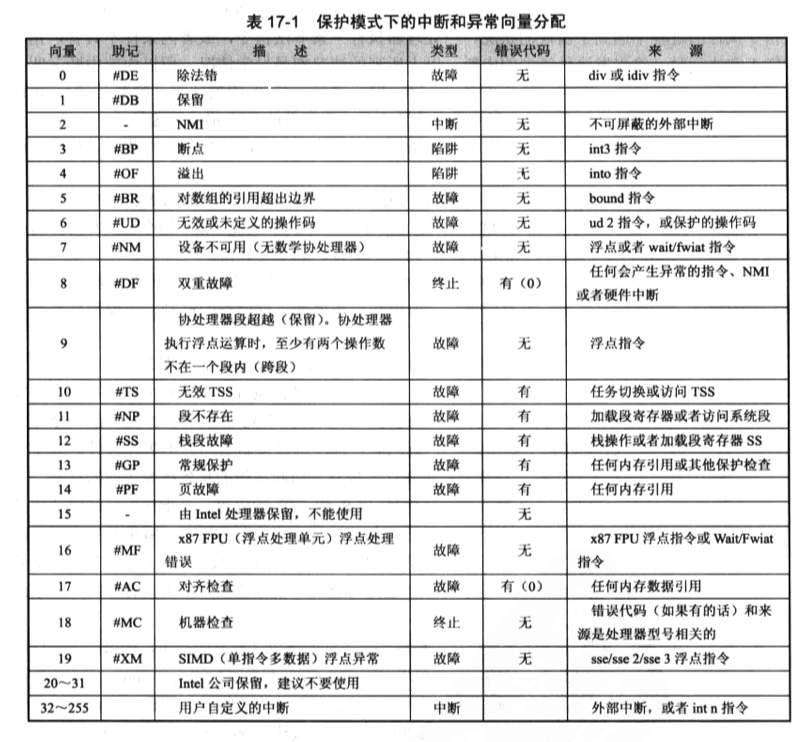 表 17-1 保护模式下的中断和异常向量分配
向量 助记 描 述 类型 错误代码 来 源
0 #DE 除法错 故障 无 div 或 idiv 指令
1 #DB 保留
2 - NMI 中断 无 不可屏蔽的外部中断
3 #BP 断点 陷阱 无 int3 指令
4 #OF 溢出 陷阱 无 into 指令
5 #BR 对数组的引用超出边界 故障 无 bound 指令
6 #UD 无效或未定义的操作码 故障 无 ud 2 指令，或保护的操作码
7 #NM 设备不可用（无数学协处理器） 故障 无 浮点或者 wait/fwiat 指令
8 #DF 双重故障 终止 有（0） 任何会产生异常的指令、NMI
或者硬件中断
9 协处理器段超越（保留）。协处理器
执行浮点运算时，至少有两个操作数 故障 无 浮点指令
不在一个段内（跨段）
10 #TS 无效 TSS 故障 有 任务切换或访问 TSS
11 #NP 段不存在 故障 有 加载段寄存器或者访问系统段
12 #SS 栈段故障 故障 有 栈操作或者加载段寄存器 SS
13 #GP 常规保护 故障 有 任何内存引用或其他保护检查
14 #PF 页故障 故障 有 任何内存引用
15 - 由 Intel 处理器保留，不能使用 无
16 #MF x87 FPU（浮点处理单元）浮点处理
错误 故障 无 x87 FPU 浮点指令或 Wait/Fwiat
指令
17 #AC 对齐检查 故障 有（0） 任何内存数据引用
18 #MC 机器检查 终止 无 错误代码（如果有的话）和来
源是处理器型号相关的
19 #XM SIMD（单指令多数据）浮点异常 故障 无 sse/sse 2/sse 3 浮点指令
20～31 Intel 公司保留，建议不要使用
32～255 用户自定义的中断 中断 外部中断，或者 int n 指令